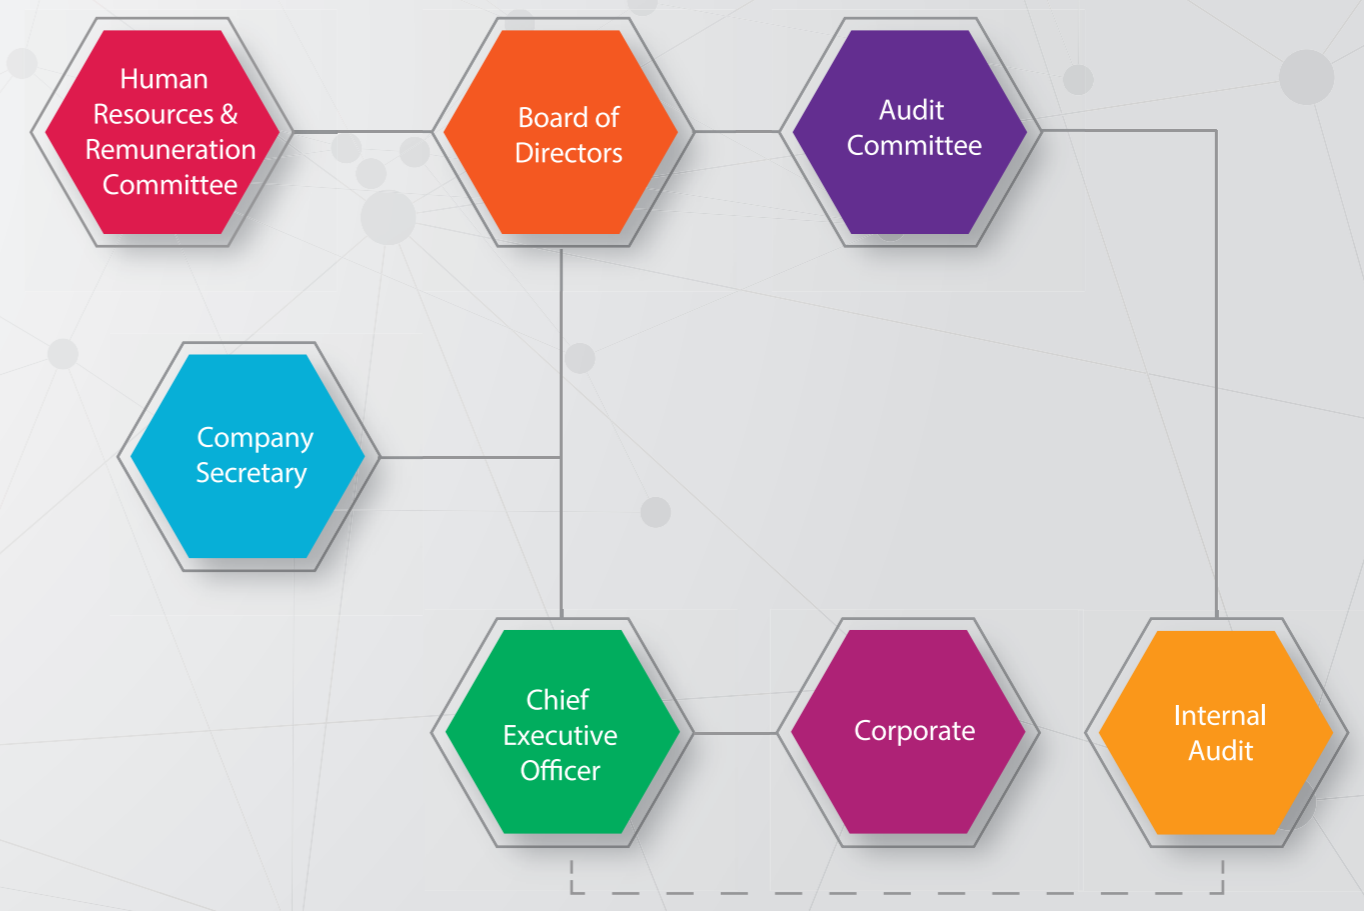 Human
Resources &
Remuneration
Committee
Board of
Directors
Audit
Committee
Company
Secretary
Chief
Executive
Officer
Corporate
Internal
Audit